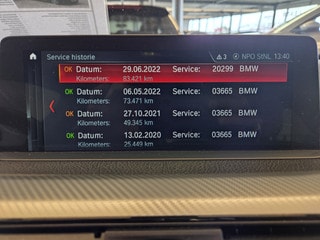 Service historie ⚠3 NPO StNL 13:40
OK Datum: 29.06.2022 Service: 20299 BMW
Kilometers: 83.421 km
OK Datum: 06.05.2022 Service: 03665 BMW
Kilometers: 73.471 km
OK Datum: 27.10.2021 Service: 03665 BMW
Kilometers: 49.345 km
OK Datum: 13.02.2020 Service: 03665 BMW
Kilometers: 25.449 km